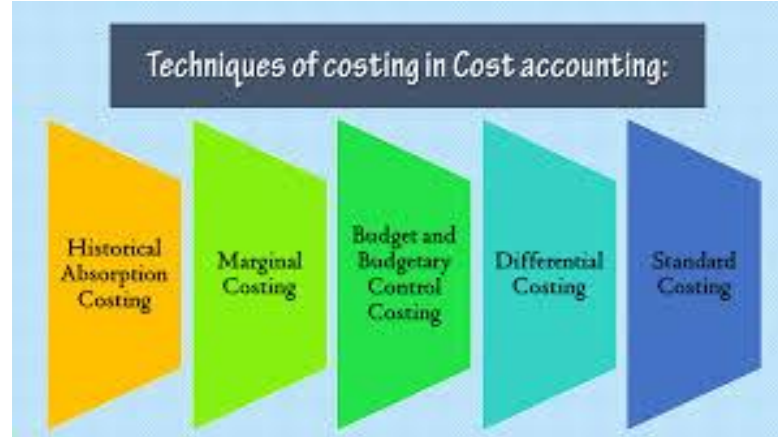 Techniques of costing in Cost accounting:
Historical
Absorption
Costing
Marginal
Costing
Budget and
Budgetary
Control
Costing
Differential
Costing
Standard
Costing